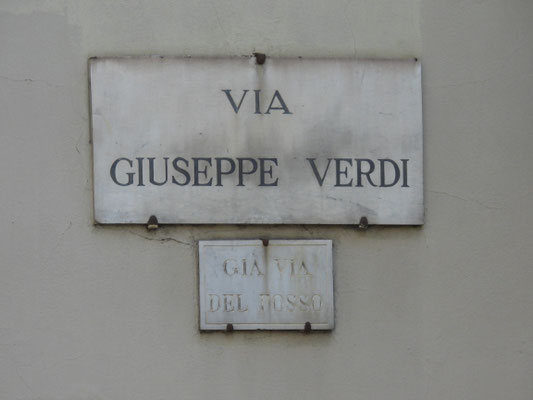 VIA
GIUSEPPE VERDI
GIÀ VIA
DEL FOSSO